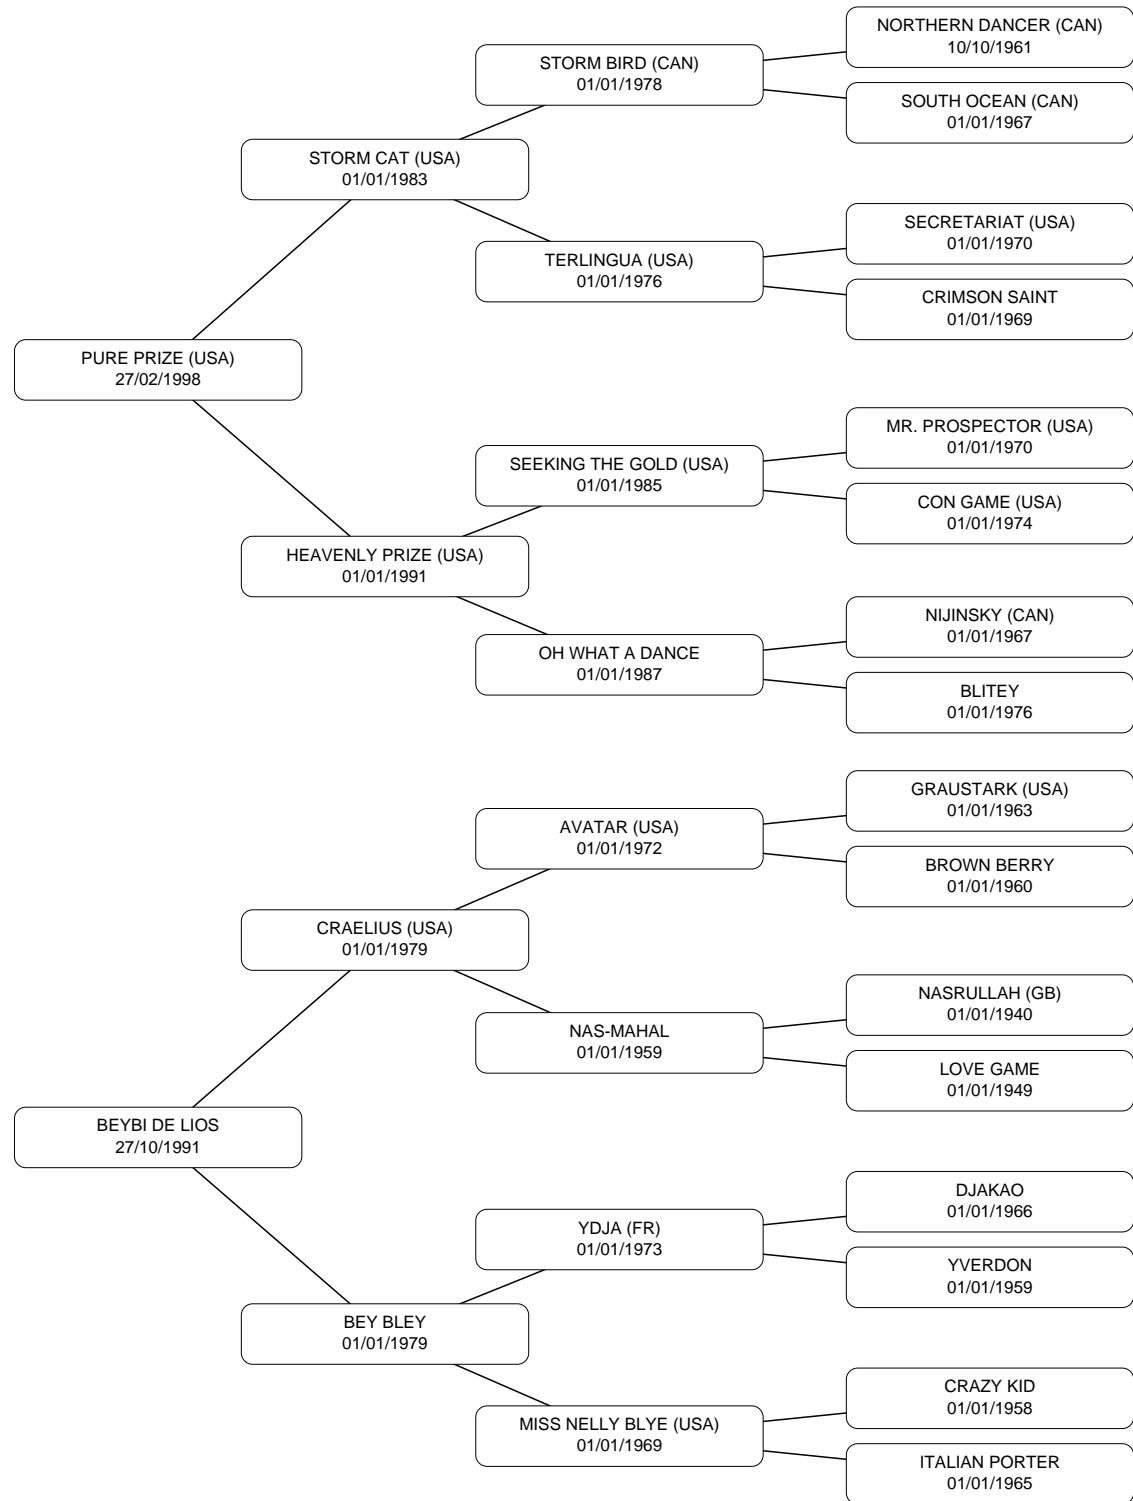 NORTHERN DANCER (CAN)
10/10/1961
STORM BIRD (CAN)
01/01/1978
SOUTH OCEAN (CAN)
01/01/1967
STORM CAT (USA)
01/01/1983
SECRETARIAT (USA)
01/01/1970
TERLINGUA (USA)
01/01/1976
CRIMSON SAINT
01/01/1969
PURE PRIZE (USA)
27/02/1998
MR. PROSPECTOR (USA)
01/01/1970
SEEKING THE GOLD (USA)
01/01/1985
CON GAME (USA)
01/01/1974
HEAVENLY PRIZE (USA)
01/01/1991
NIJINSKY (CAN)
01/01/1967
OH WHAT A DANCE
01/01/1987
BLITEY
01/01/1976
GRAUSTARK (USA)
01/01/1963
AVATAR (USA)
01/01/1972
BROWN BERRY
01/01/1960
CRAELIUS (USA)
01/01/1979
NASRULLAH (GB)
01/01/1940
NAS-MAHAL
01/01/1959
LOVE GAME
01/01/1949
BEYBI DE LIOS
27/10/1991
DJAKAO
01/01/1966
YDJA (FR)
01/01/1973
YVERDON
01/01/1959
BEY BLEY
01/01/1979
CRAZY KID
01/01/1958
MISS NELLY BLYE (USA)
01/01/1969
ITALIAN PORTER
01/01/1965